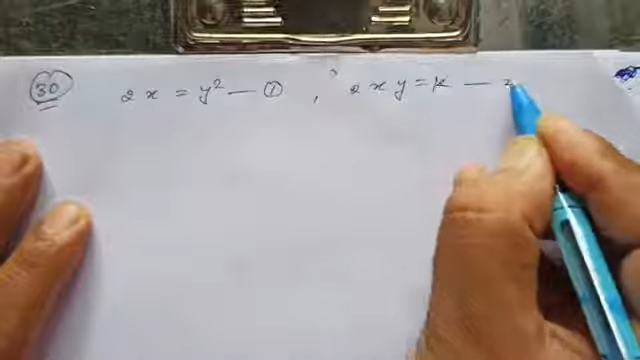 30 2x = y² — ① , 2xy = k — 2